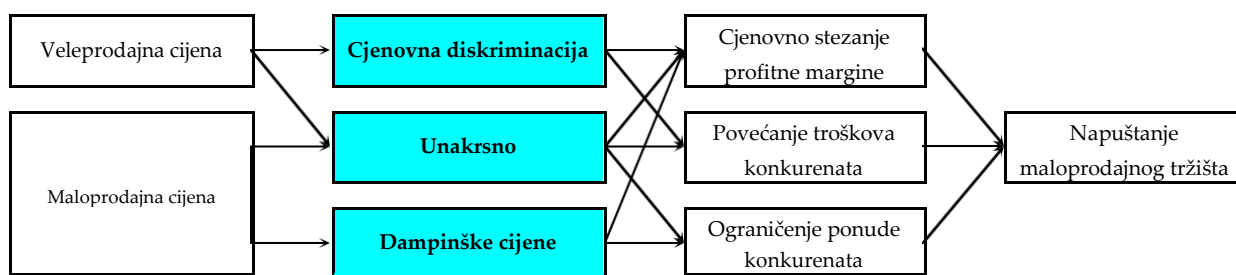 Veleprodajna cijena
Maloprodajna cijena
Cjenovna diskriminacija
Unakrsno
Dampinške cijene
Cjenovno stezanje
profitne margine
Povećanje troškova
konkurenata
Ograničenje ponude
konkurenata
Napuštanje
maloprodajnog tržišta